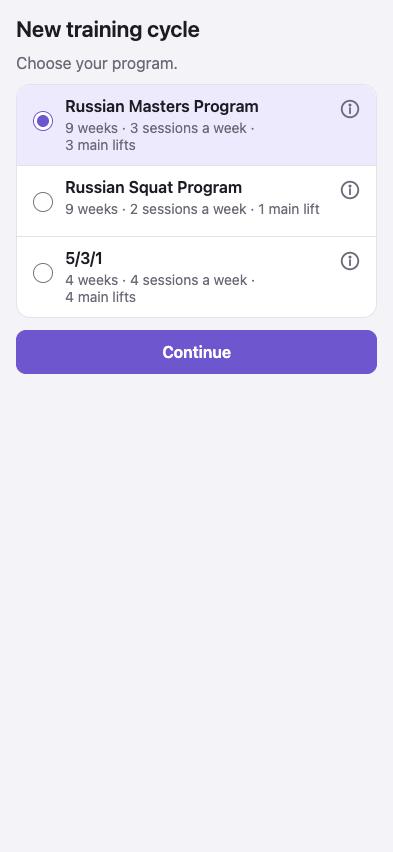 New training cycle
Choose your program.
Russian Masters Program
9 weeks · 3 sessions a week ·
3 main lifts
Russian Squat Program
9 weeks · 2 sessions a week · 1 main lift
5/3/1
4 weeks · 4 sessions a week ·
4 main lifts
Continue